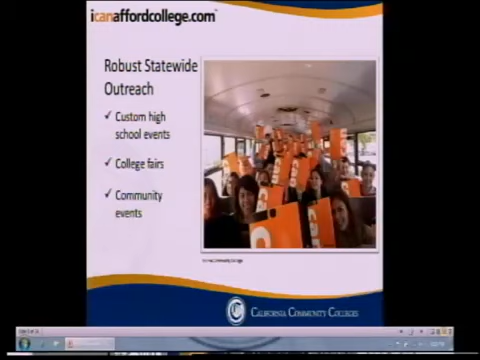 icanaffordcollege.com
Robust Statewide
Outreach
✓ Custom high
school events
✓ College fairs
✓ Community
events
CALIFORNIA COMMUNITY COLLEGES